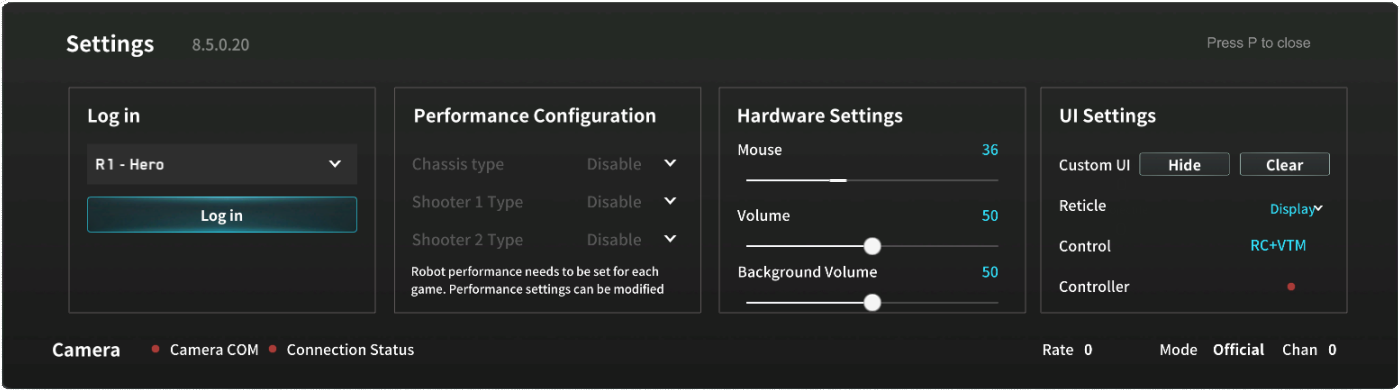 Settings 8.5.0.20 Press P to close
Log in
R1 - Hero
Log in
Performance Configuration
Chassis type Disable
Shooter 1 Type Disable
Shooter 2 Type Disable
Robot performance needs to be set for each
game. Performance settings can be modified
Hardware Settings
Mouse 36
Volume 50
Background Volume 50
UI Settings
Custom UI Hide Clear
Reticle Display
Control RC+VTM
Controller
Camera Camera COM Connection Status Rate 0 Mode Official Chan 0